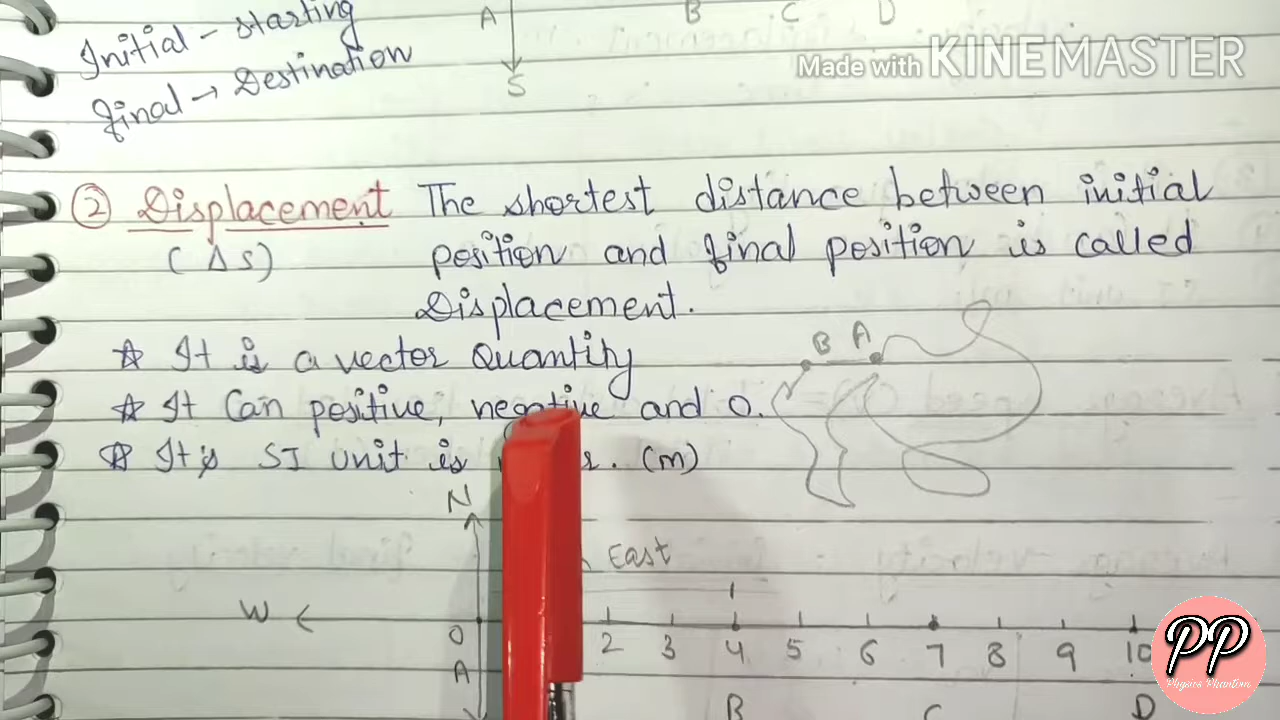 A B C D
Initial - starting
Made with KINEMASTER
final → Destination
S
② Displacement The shortest distance between initial
(Δs) position and final position is called
Displacement.
☆ It is a vector Quantity
B A
☆ It Can positive, negative and 0.
☆ It's SI unit is (m)
N
East
W
0 2 3 4 5 6 7 8 9 10
A
B C D
PP
Physics Phantom